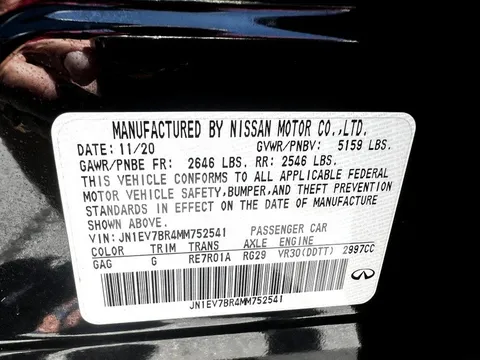 MANUFACTURED BY NISSAN MOTOR CO.,LTD.
DATE: 11/20 GVWR/PNBV: 5159 LBS.
GAWR/PNBE FR: 2646 LBS. RR: 2546 LBS.
THIS VEHICLE CONFORMS TO ALL APPLICABLE FEDERAL
MOTOR VEHICLE SAFETY,BUMPER,AND THEFT PREVENTION
STANDARDS IN EFFECT ON THE DATE OF MANUFACTURE
SHOWN ABOVE.
VIN: JN1EV7BR4MM752541 PASSENGER CAR
COLOR TRIM TRANS AXLE ENGINE
GAG G RE7R01A RG29 VR30(DDTT) 2997CC
JN1EV7BR4MM752541